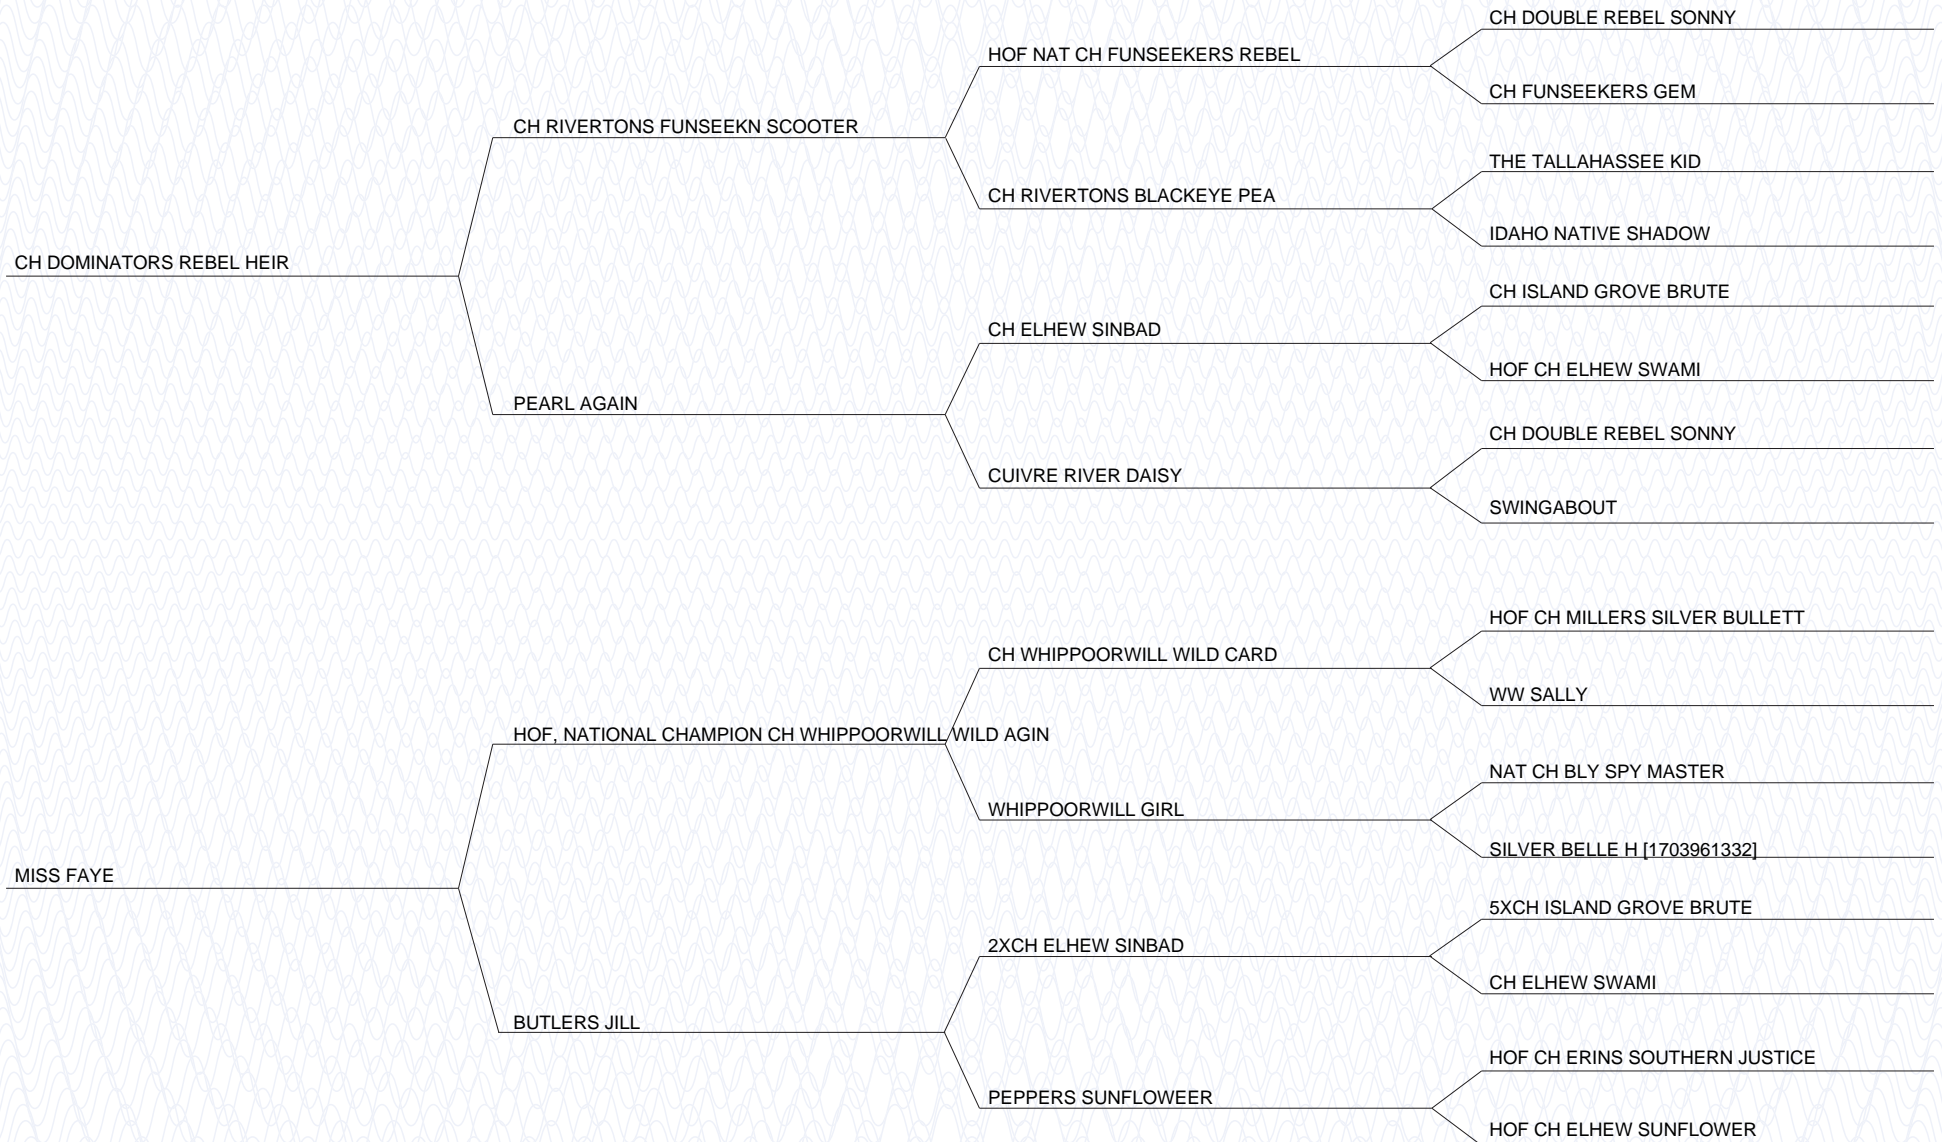 CH DOUBLE REBEL SONNY
HOF NAT CH FUNSEEKERS REBEL
CH FUNSEEKERS GEM
CH RIVERTONS FUNSEEKN SCOOTER
THE TALLAHASSEE KID
CH RIVERTONS BLACKEYE PEA
IDAHO NATIVE SHADOW
CH DOMINATORS REBEL HEIR
CH ISLAND GROVE BRUTE
CH ELHEW SINBAD
HOF CH ELHEW SWAMI
PEARL AGAIN
CH DOUBLE REBEL SONNY
CUIVRE RIVER DAISY
SWINGABOUT
HOF CH MILLERS SILVER BULLETT
CH WHIPPOORWILL WILD CARD
WW SALLY
HOF, NATIONAL CHAMPION CH WHIPPOORWILL WILD AGIN
NAT CH BLY SPY MASTER
WHIPPOORWILL GIRL
SILVER BELLE H [1703961332]
MISS FAYE
5XCH ISLAND GROVE BRUTE
2XCH ELHEW SINBAD
CH ELHEW SWAMI
BUTLERS JILL
HOF CH ERINS SOUTHERN JUSTICE
PEPPERS SUNFLOWEER
HOF CH ELHEW SUNFLOWER